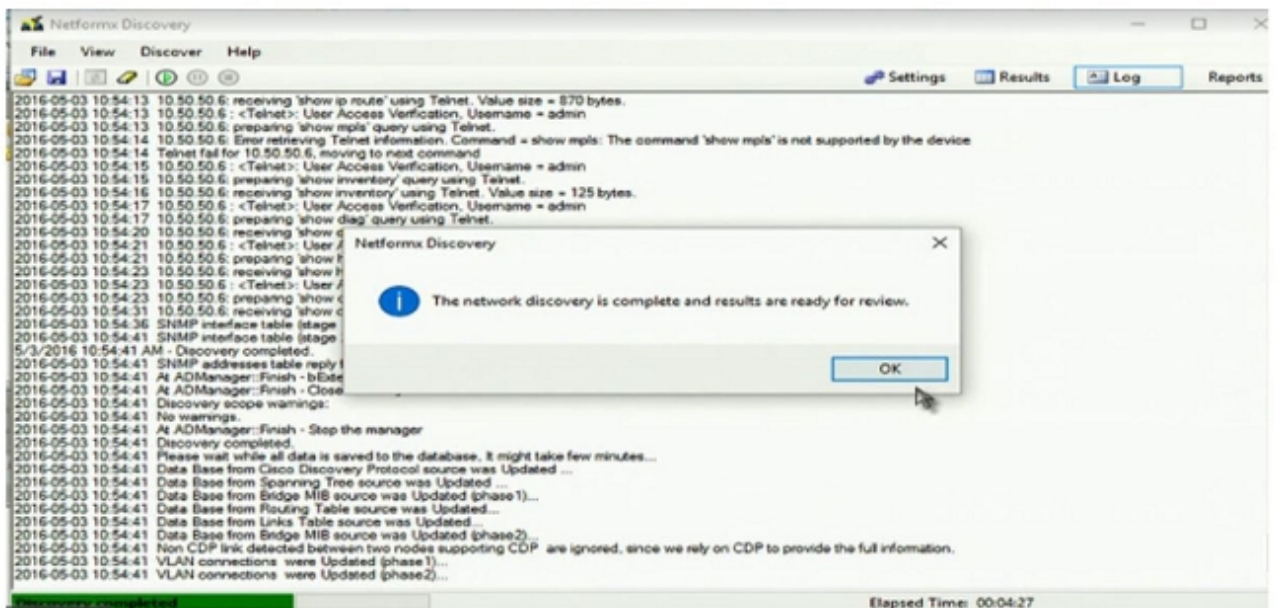 Netformx Discovery
File View Discover Help
Settings Results Log Reports
2016-05-03 10:54:13 10.50.50.6: receiving 'show ip route' using Telnet. Value size = 870 bytes.
2016-05-03 10:54:13 10.50.50.6 : <Telnet>: User Access Verification, Username = admin
2016-05-03 10:54:13 10.50.50.6: preparing 'show mpls' query using Telnet.
2016-05-03 10:54:14 10.50.50.6: Error retrieving Telnet information. Command = show mpls: The command 'show mpls' is not supported by the device
2016-05-03 10:54:14 Telnet fail for 10.50.50.6, moving to next command
2016-05-03 10:54:15 10.50.50.6 : <Telnet>: User Access Verification, Username = admin
2016-05-03 10:54:15 10.50.50.6: preparing 'show inventory' query using Telnet.
2016-05-03 10:54:16 10.50.50.6: receiving 'show inventory' using Telnet. Value size = 125 bytes.
2016-05-03 10:54:17 10.50.50.6 : <Telnet>: User Access Verification, Username = admin
2016-05-03 10:54:17 10.50.50.6: preparing 'show diag' query using Telnet.
2016-05-03 10:54:20 10.50.50.6: receiving 'show
2016-05-03 10:54:21 10.50.50.6 : <Telnet>: User
2016-05-03 10:54:21 10.50.50.6: preparing 'show
2016-05-03 10:54:23 10.50.50.6: receiving 'show
2016-05-03 10:54:23 10.50.50.6 : <Telnet>: User
2016-05-03 10:54:23 10.50.50.6: preparing 'show
2016-05-03 10:54:31 10.50.50.6: receiving 'show
2016-05-03 10:54:36 SNMP interface table (stage
2016-05-03 10:54:41 SNMP interface table (stage
5/3/2016 10:54:41 AM - Discovery completed.
2016-05-03 10:54:41 SNMP addresses table reply
2016-05-03 10:54:41 At ADManager::Finish - bExte
2016-05-03 10:54:41 At ADManager::Finish - Close
2016-05-03 10:54:41 Discovery scope warnings:
2016-05-03 10:54:41 No warnings.
2016-05-03 10:54:41 At ADManager::Finish - Stop the manager
2016-05-03 10:54:41 Discovery completed.
2016-05-03 10:54:41 Please wait while all data is saved to the database, It might take few minutes...
2016-05-03 10:54:41 Data Base from Cisco Discovery Protocol source was Updated ...
2016-05-03 10:54:41 Data Base from Spanning Tree source was Updated ...
2016-05-03 10:54:41 Data Base from Bridge MIB source was Updated (phase1)...
2016-05-03 10:54:41 Data Base from Routing Table source was Updated...
2016-05-03 10:54:41 Data Base from Links Table source was Updated...
2016-05-03 10:54:41 Data Base from Bridge MIB source was Updated (phase2)...
2016-05-03 10:54:41 Non CDP link detected between two nodes supporting CDP are ignored, since we rely on CDP to provide the full information.
2016-05-03 10:54:41 VLAN connections were Updated (phase1)...
2016-05-03 10:54:41 VLAN connections were Updated (phase2)...
Netformx Discovery
The network discovery is complete and results are ready for review.
OK
Discovery completed
Elapsed Time: 00:04:27